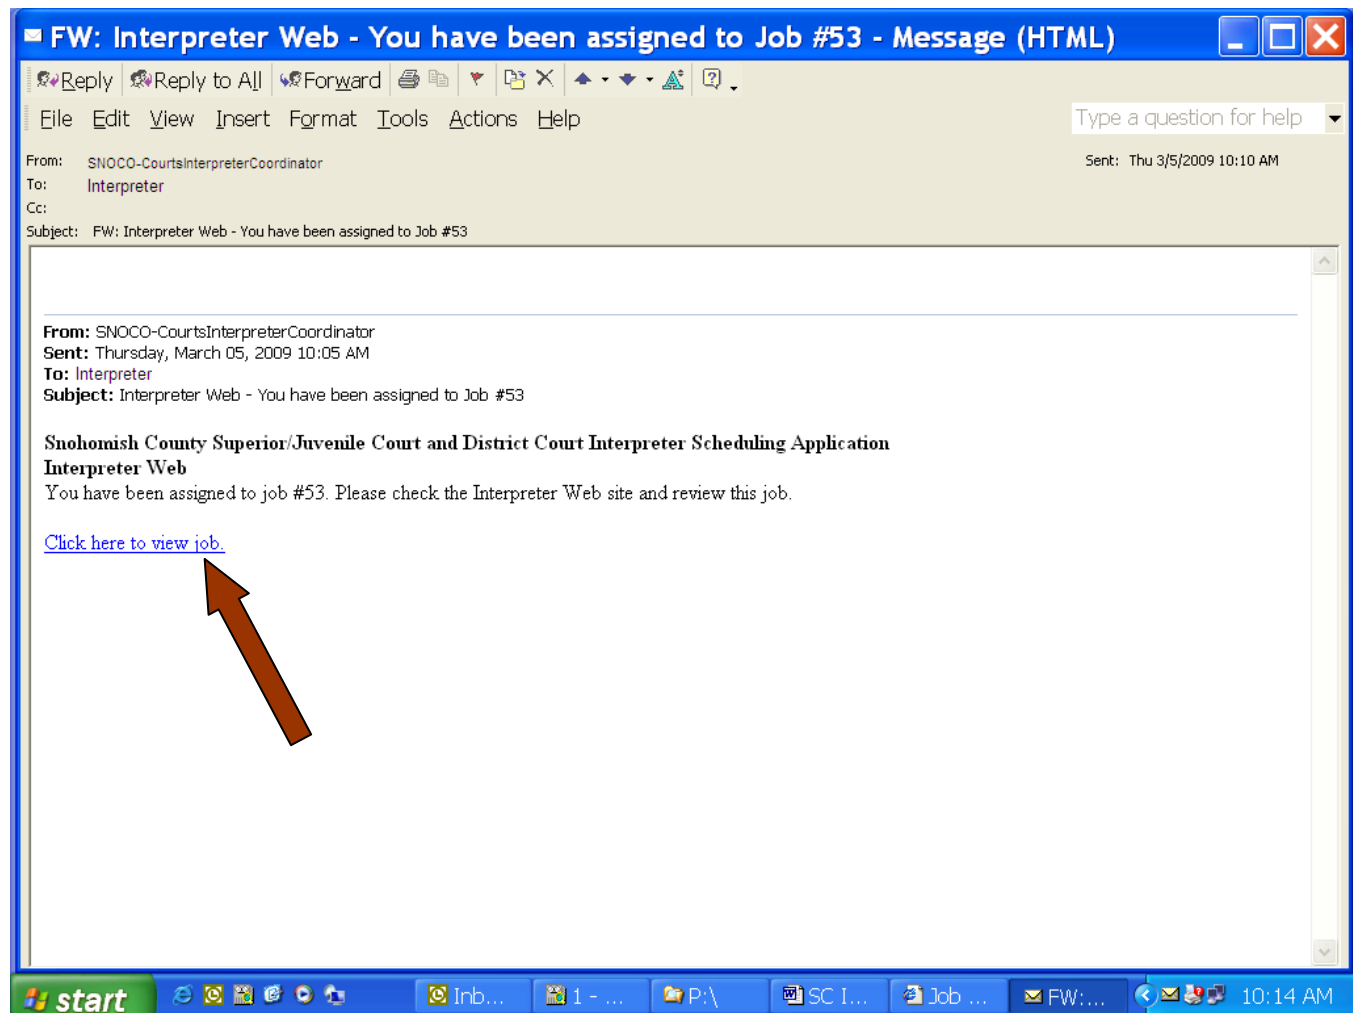 FW: Interpreter Web - You have been assigned to Job #53 - Message (HTML)
Reply Reply to All Forward
File Edit View Insert Format Tools Actions Help Type a question for help
From: SNOCO-CourtsInterpreterCoordinator Sent: Thu 3/5/2009 10:10 AM
To: Interpreter
Cc:
Subject: FW: Interpreter Web - You have been assigned to Job #53
From: SNOCO-CourtsInterpreterCoordinator
Sent: Thursday, March 05, 2009 10:05 AM
To: Interpreter
Subject: Interpreter Web - You have been assigned to Job #53
Snohomish County Superior/Juvenile Court and District Court Interpreter Scheduling Application
Interpreter Web
You have been assigned to job #53. Please check the Interpreter Web site and review this job.
Click here to view job.
start Inb... 1 - ... P:\ SC I... Job ... FW:... 10:14 AM